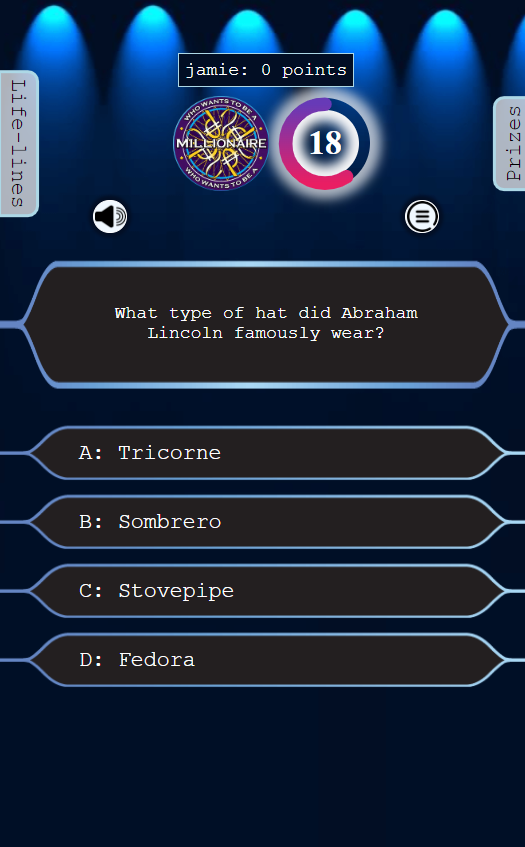 jamie: 0 points
Life-lines
Prizes
WHO WANTS TO BE A
MILLIONAIRE
WHO WANTS TO BE A
18
What type of hat did Abraham
Lincoln famously wear?
A: Tricorne
B: Sombrero
C: Stovepipe
D: Fedora